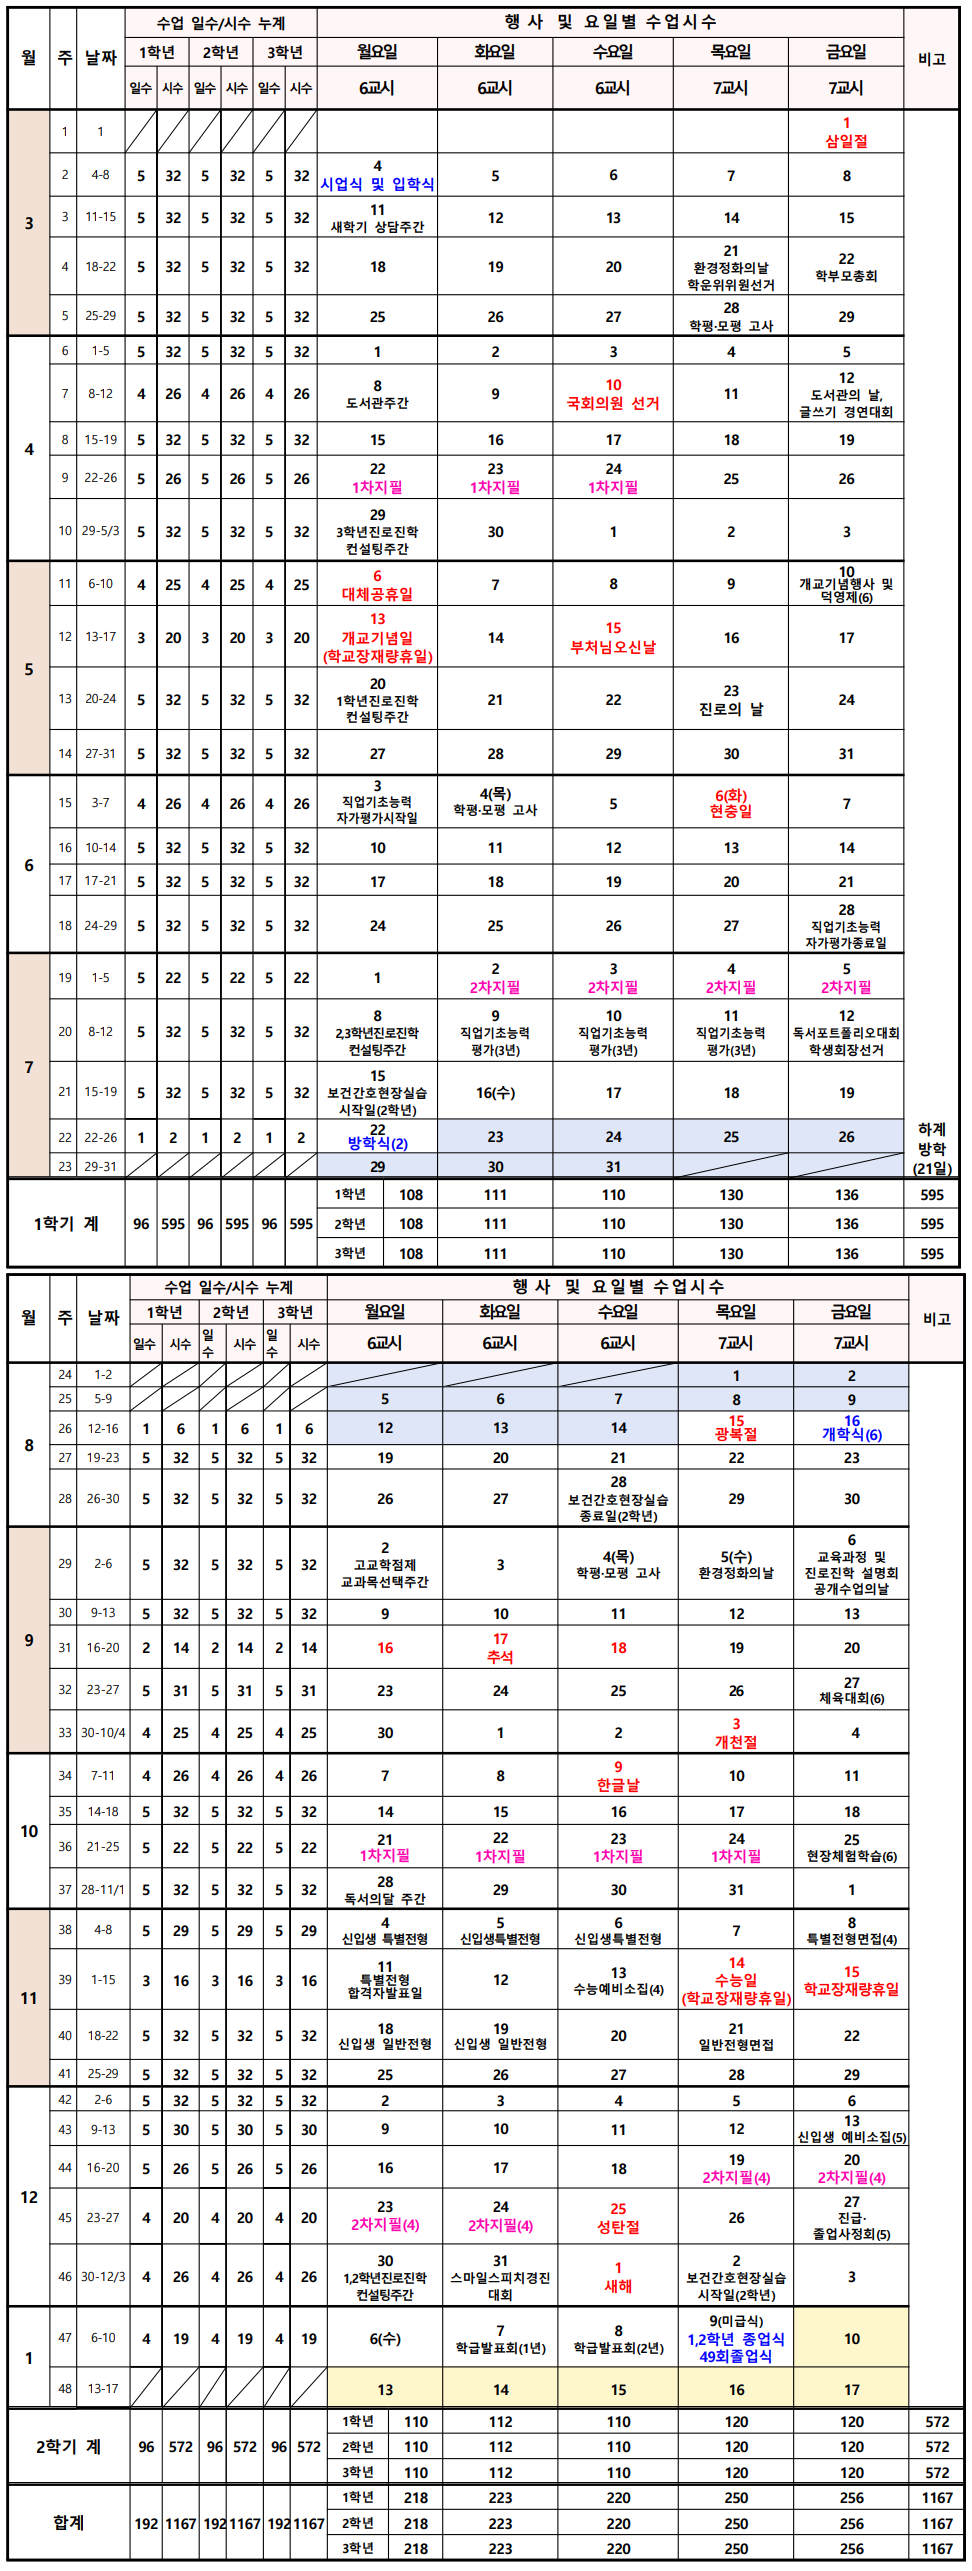 월 주 날짜 수업 일수/시수 누계 행 사 및 요일별 수업시수 비고
1학년 2학년 3학년 월요일 화요일 수요일 목요일 금요일
일수 시수 일수 시수 일수 시수 6교시 6교시 6교시 7교시 7교시
3
1 1 1
삼일절
2 4-8 5 32 5 32 5 32 4 5 6 7 8
시업식 및 입학식
3 11-15 5 32 5 32 5 32 11 12 13 14 15
새학기 상담주간
4 18-22 5 32 5 32 5 32 18 19 20 21 22
환경정화의날 학부모총회
학운위위원선거
5 25-29 5 32 5 32 5 32 25 26 27 28 29
학평·모평 고사
4
6 1-5 5 32 5 32 5 32 1 2 3 4 5
7 8-12 4 26 4 26 4 26 8 9 10 11 12
도서관주간 국회의원 선거 도서관의 날,
글쓰기 경연대회
8 15-19 5 32 5 32 5 32 15 16 17 18 19
9 22-26 5 26 5 26 5 26 22 23 24 25 26
1차지필 1차지필 1차지필
10 29-5/3 5 32 5 32 5 32 29 30 1 2 3
3학년진로진학
컨설팅주간
5
11 6-10 4 25 4 25 4 25 6 7 8 9 10
대체공휴일 개교기념행사 및
덕영제(6)
12 13-17 3 20 3 20 3 20 13 14 15 16 17
개교기념일 부처님오신날
(학교장재량휴일)
13 20-24 5 32 5 32 5 32 20 21 22 23 24
1학년진로진학 진로의 날
컨설팅주간
14 27-31 5 32 5 32 5 32 27 28 29 30 31
6
15 3-7 4 26 4 26 4 26 3 4(목) 5 6(화) 7
직업기초능력 학평·모평 고사 현충일
자가평가시작일
16 10-14 5 32 5 32 5 32 10 11 12 13 14
17 17-21 5 32 5 32 5 32 17 18 19 20 21
18 24-29 5 32 5 32 5 32 24 25 26 27 28
직업기초능력
자가평가종료일
7
19 1-5 5 22 5 22 5 22 1 2 3 4 5
2차지필 2차지필 2차지필 2차지필
20 8-12 5 32 5 32 5 32 8 9 10 11 12
2,3학년진로진학 직업기초능력 직업기초능력 직업기초능력 독서포트폴리오대회
컨설팅주간 평가(3년) 평가(3년) 평가(3년) 학생회장선거
21 15-19 5 32 5 32 5 32 15 16(수) 17 18 19
보건간호현장실습
시작일(2학년)
22 22-26 1 2 1 2 1 2 22 23 24 25 26
방학식(2)
23 29-31 29 30 31
하계
방학
(21일)
1학기 계 96 595 96 595 96 595
1학년 108 111 110 130 136 595
2학년 108 111 110 130 136 595
3학년 108 111 110 130 136 595
월 주 날짜 수업 일수/시수 누계 행 사 및 요일별 수업시수 비고
1학년 2학년 3학년 월요일 화요일 수요일 목요일 금요일
일수 시수 일수 시수 일수 시수 6교시 6교시 6교시 7교시 7교시
8
24 1-2 1 2
25 5-9 5 6 7 8 9
26 12-16 1 6 1 6 1 6 12 13 14 15 16
광복절 개학식(6)
27 19-23 5 32 5 32 5 32 19 20 21 22 23
28 26-30 5 32 5 32 5 32 26 27 28 29 30
보건간호현장실습
종료일(2학년)
9
29 2-6 5 32 5 32 5 32 2 3 4(목) 5(수) 6
고교학점제 학평·모평 고사 환경정화의날 교육과정 및
교과목선택주간 진로진학 설명회
공개수업의날
30 9-13 5 32 5 32 5 32 9 10 11 12 13
31 16-20 2 14 2 14 2 14 16 17 18 19 20
추석
32 23-27 5 31 5 31 5 31 23 24 25 26 27
체육대회(6)
33 30-10/4 4 25 4 25 4 25 30 1 2 3 4
개천절
10
34 7-11 4 26 4 26 4 26 7 8 9 10 11
한글날
35 14-18 5 32 5 32 5 32 14 15 16 17 18
36 21-25 5 22 5 22 5 22 21 22 23 24 25
1차지필 1차지필 1차지필 1차지필 현장체험학습(6)
37 28-11/1 5 32 5 32 5 32 28 29 30 31 1
독서의달 주간
11
38 4-8 5 29 5 29 5 29 4 5 6 7 8
신입생 특별전형 신입생특별전형 신입생특별전형 특별전형면접(4)
39 1-15 3 16 3 16 3 16 11 12 13 14 15
특별전형 수능예비소집(4) 수능일 학교장재량휴일
합격자발표일 (학교장재량휴일)
40 18-22 5 32 5 32 5 32 18 19 20 21 22
신입생 일반전형 신입생 일반전형 일반전형면접
41 25-29 5 32 5 32 5 32 25 26 27 28 29
12
42 2-6 5 32 5 32 5 32 2 3 4 5 6
43 9-13 5 30 5 30 5 30 9 10 11 12 13
신입생 예비소집(5)
44 16-20 5 26 5 26 5 26 16 17 18 19 20
2차지필(4) 2차지필(4)
45 23-27 4 20 4 20 4 20 23 24 25 26 27
2차지필(4) 2차지필(4) 성탄절 진급·
졸업사정회(5)
46 30-12/3 4 26 4 26 4 26 30 31 1 2 3
1,2학년진로진학 스마일스피치경진 새해 보건간호현장실습
컨설팅주간 대회 시작일(2학년)
1
47 6-10 4 19 4 19 4 19 6(수) 7 8 9(미급식) 10
학급발표회(1년) 학급발표회(2년) 1,2학년 종업식
49회졸업식
48 13-17 13 14 15 16 17
2학기 계 96 572 96 572 96 572
1학년 110 112 110 120 120 572
2학년 110 112 110 120 120 572
3학년 110 112 110 120 120 572
합계 192 1167 192 1167 192 1167
1학년 218 223 220 250 256 1167
2학년 218 223 220 250 256 1167
3학년 218 223 220 250 256 1167